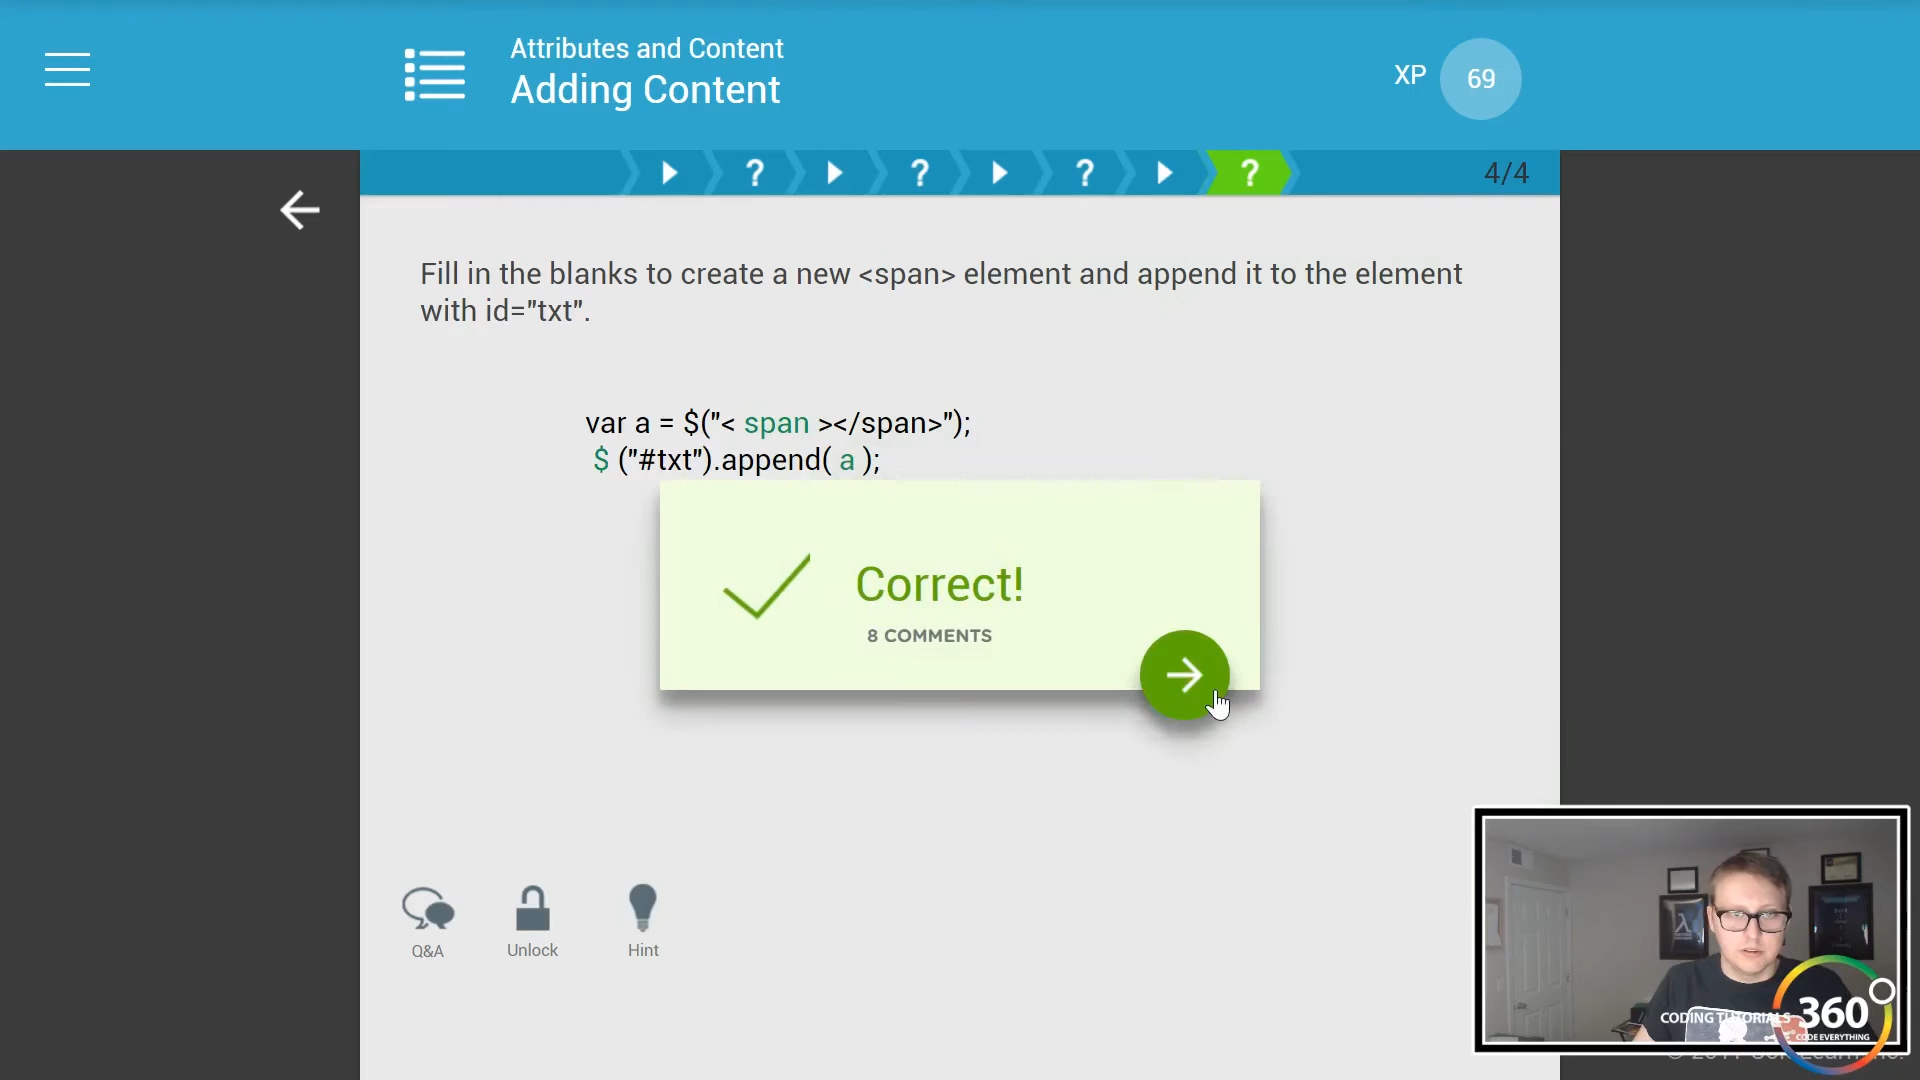 Attributes and Content
Adding Content
XP 69
? ? ? ? 4/4
Fill in the blanks to create a new <span> element and append it to the element
with id="txt".
var a = $("< span ></span>");
$ ("#txt").append( a );
Correct!
8 COMMENTS
Q&A
Unlock
Hint
CODING TUTORIALS 360
CODE EVERYTHING